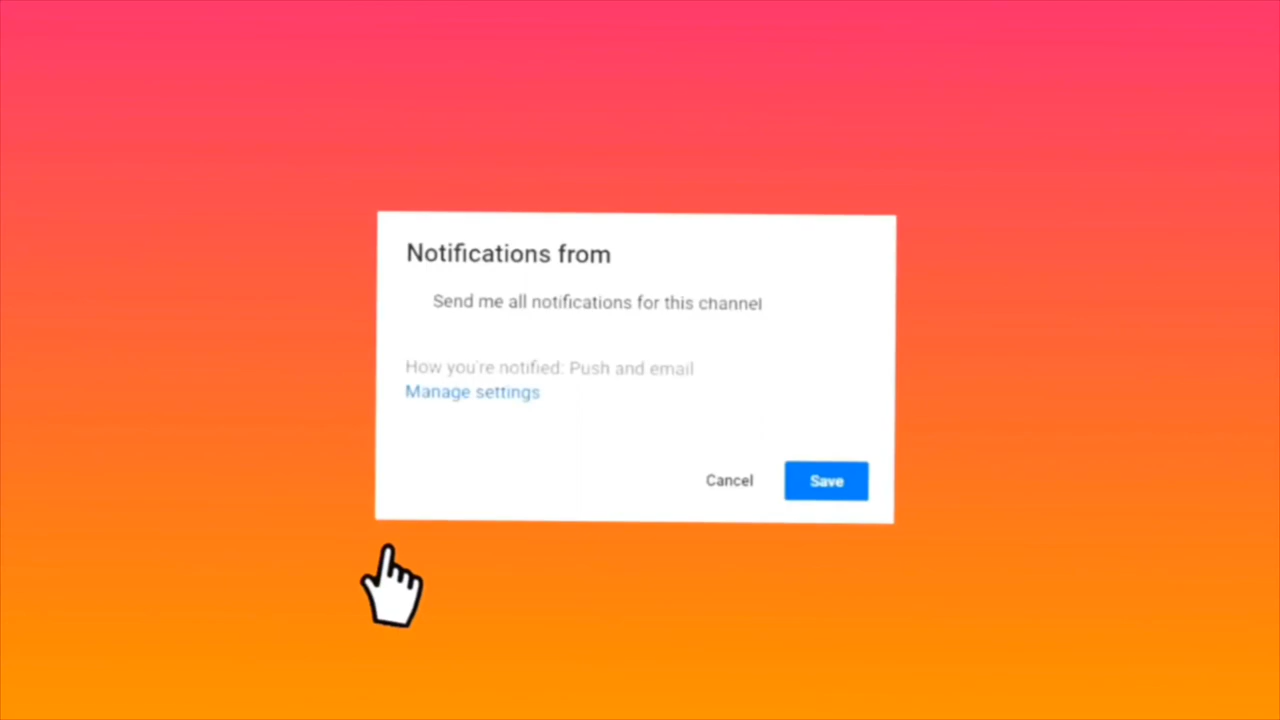 Notifications from
Send me all notifications for this channel
How you're notified: Push and email
Manage settings
Cancel
Save